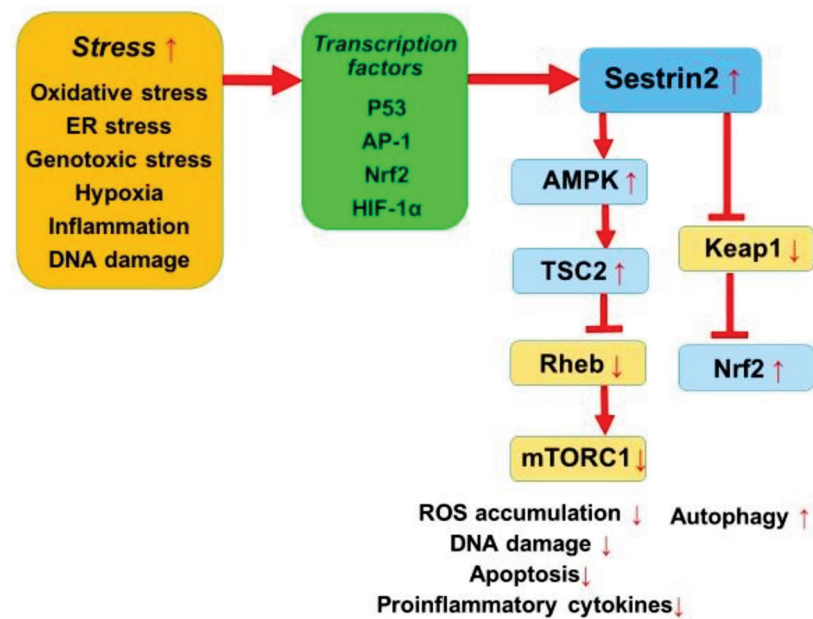 Stress ↑
Oxidative stress
ER stress
Genotoxic stress
Hypoxia
Inflammation
DNA damage
Transcription
factors
P53
AP-1
Nrf2
HIF-1α
Sestrin2 ↑
AMPK ↑
TSC2 ↑
Rheb ↓
mTORC1 ↓
Keap1 ↓
Nrf2 ↑
ROS accumulation ↓
DNA damage ↓
Apoptosis ↓
Proinflammatory cytokines ↓
Autophagy ↑